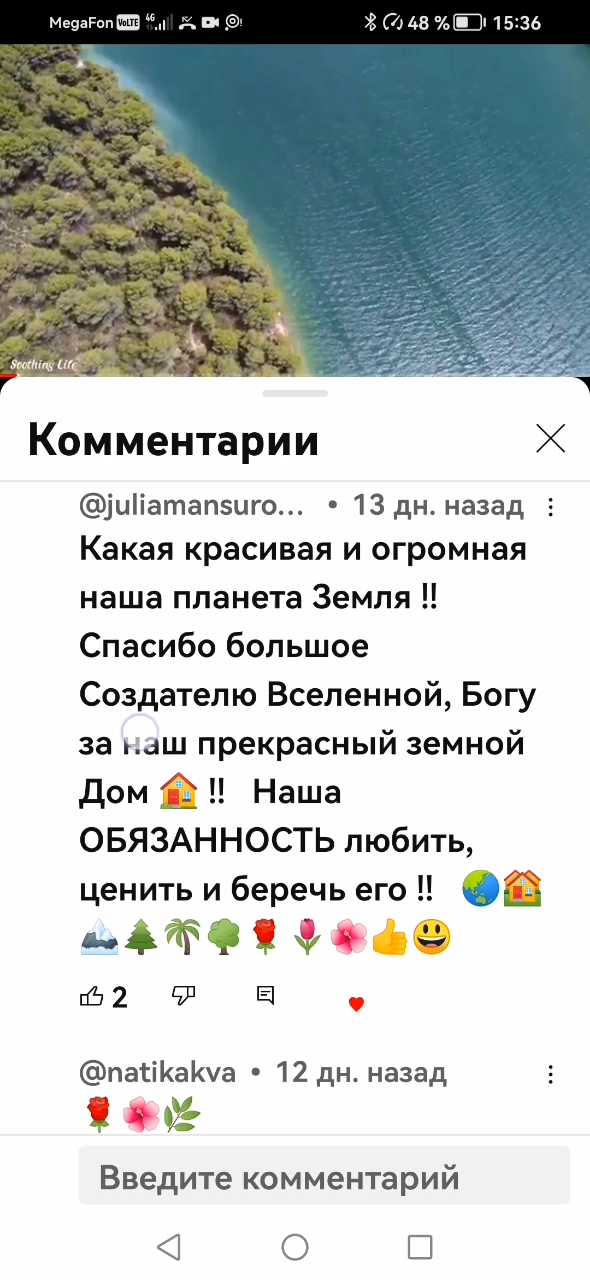 MegaFon VoLTE 4G 48 % 15:36
Soothing Life
Комментарии
@juliamansuro... • 13 дн. назад
Какая красивая и огромная
наша планета Земля !!
Спасибо большое
Создателю Вселенной, Богу
за наш прекрасный земной
Дом 🏠 !! Наша
ОБЯЗАННОСТЬ любить,
ценить и беречь его !! 🌏🏡
🏔️🌲🌴🌳🌹🌷🌺👍😃
2
@natikakva • 12 дн. назад
🌹🌺🌿
Введите комментарий